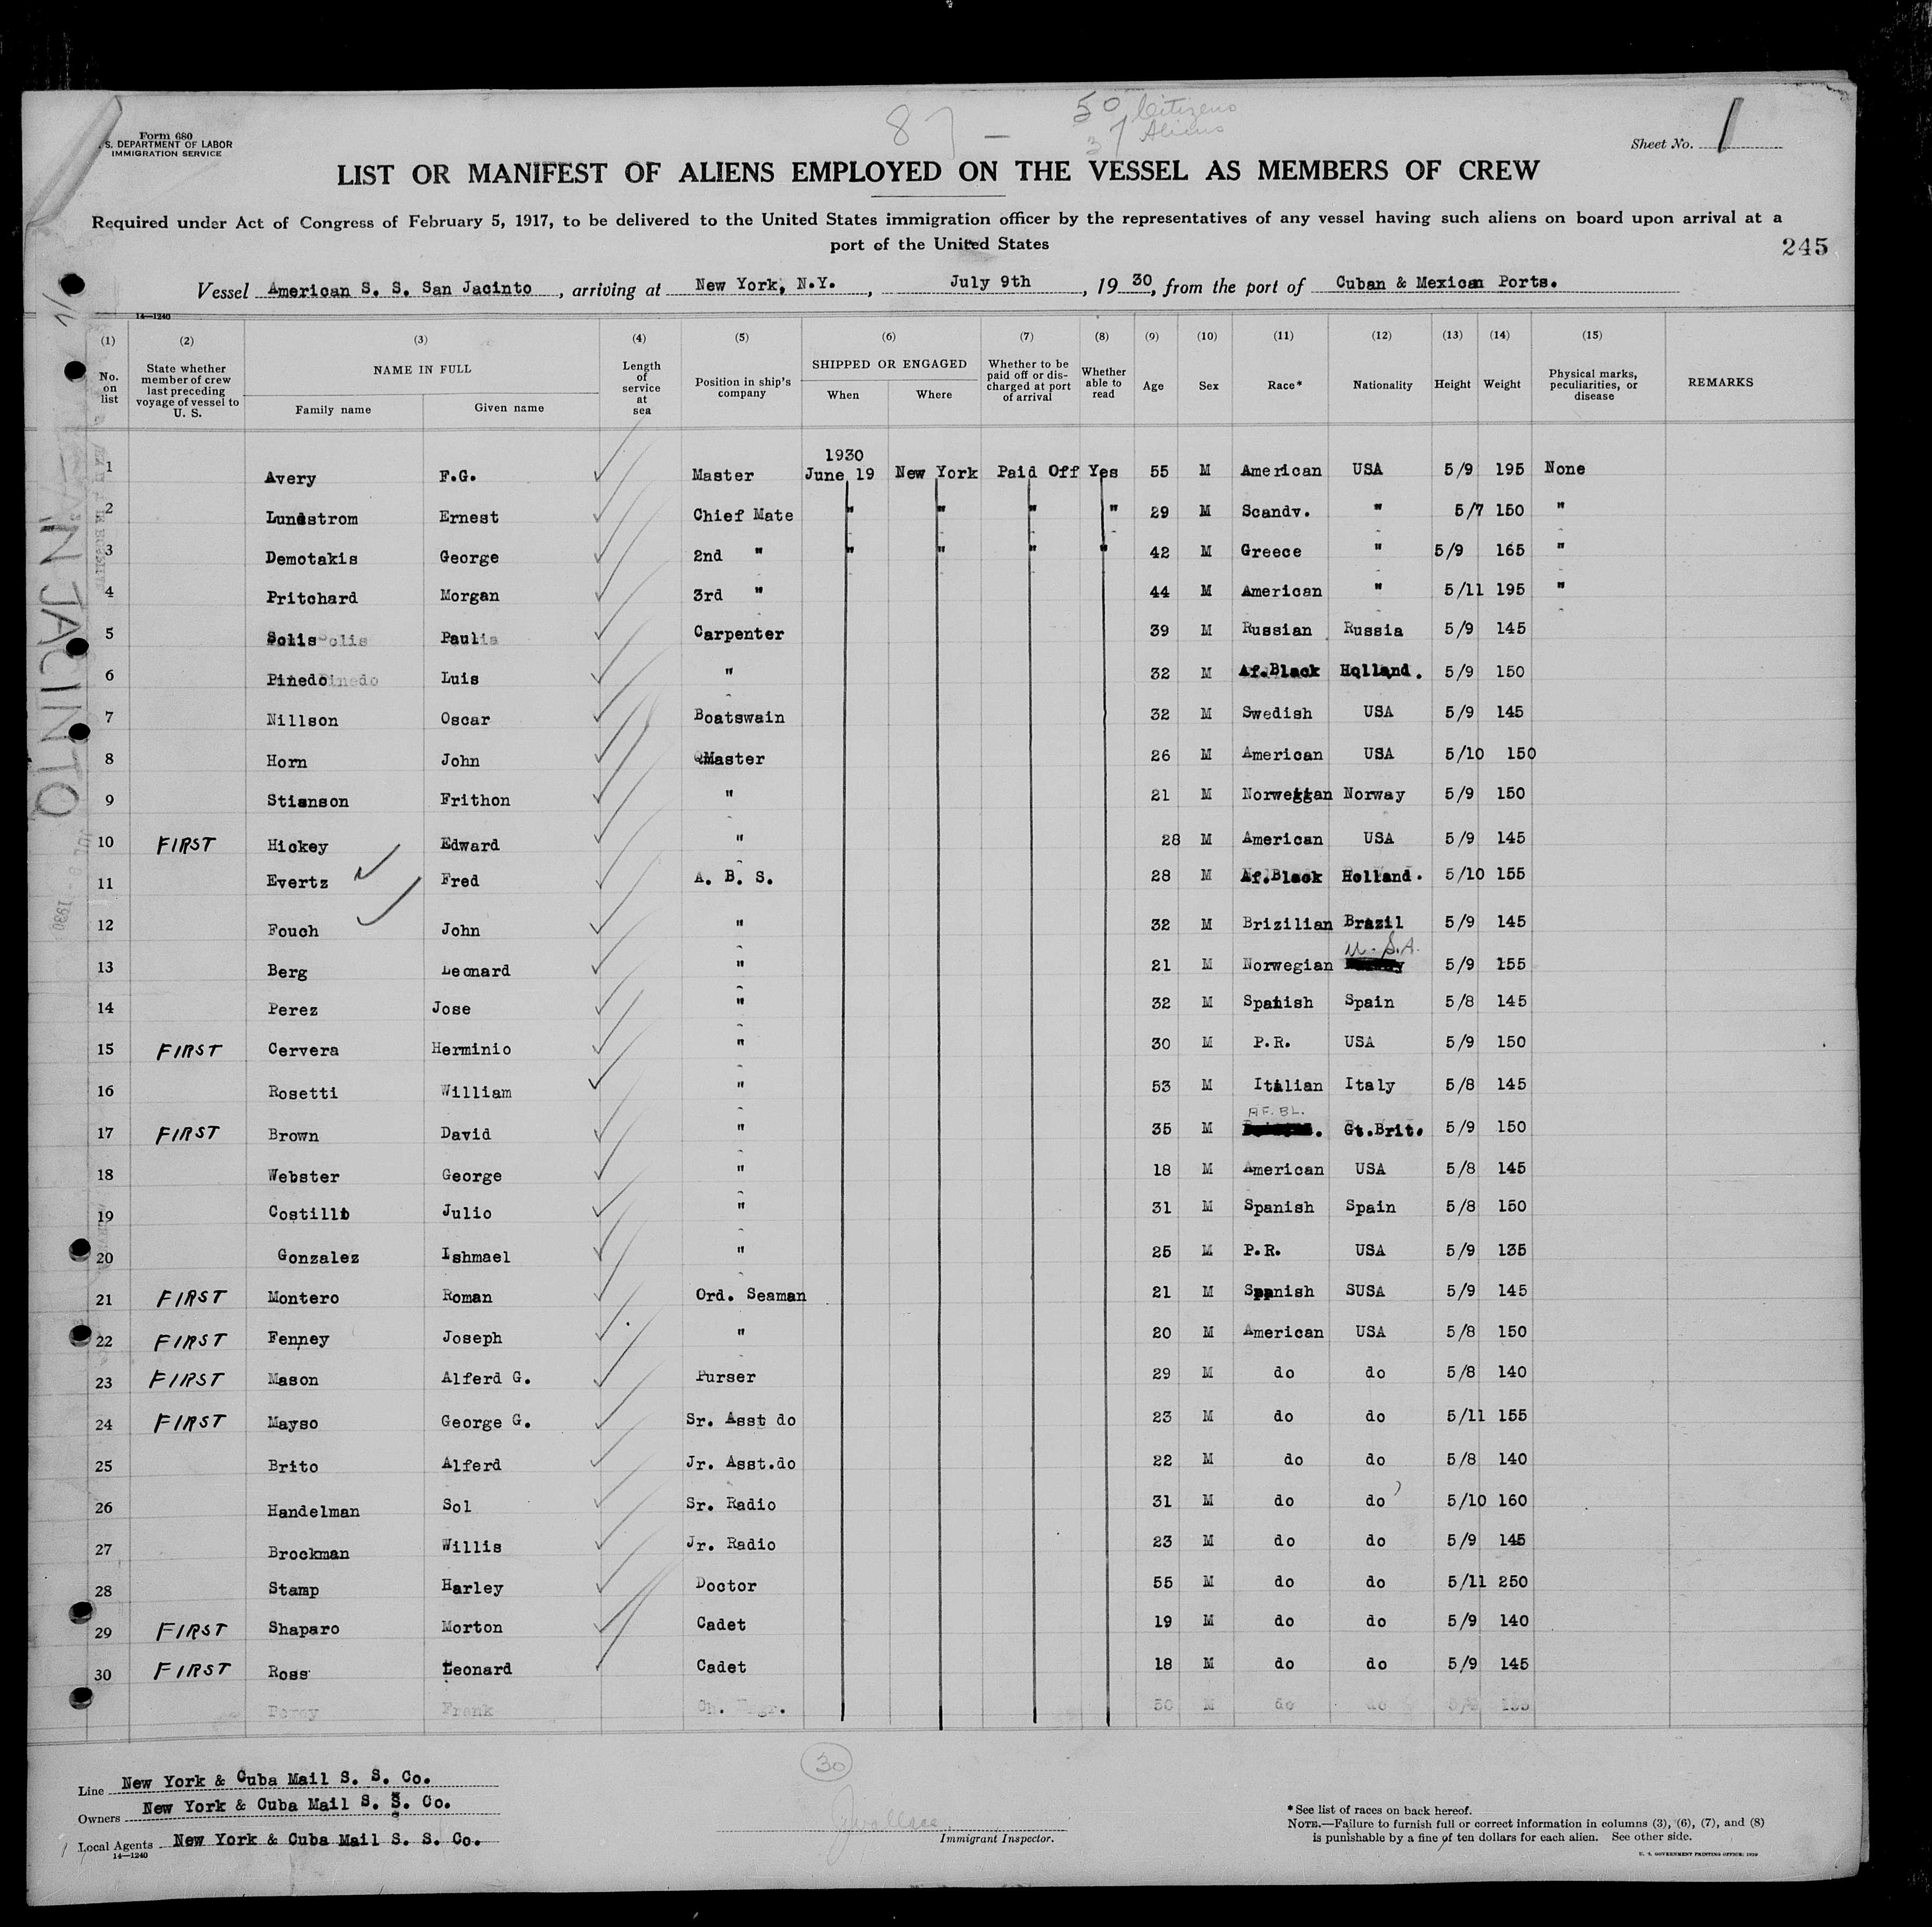 87 — 50 Citizens
37 Aliens
Form 680
U. S. DEPARTMENT OF LABOR
IMMIGRATION SERVICE
Sheet No. 1
LIST OR MANIFEST OF ALIENS EMPLOYED ON THE VESSEL AS MEMBERS OF CREW
Required under Act of Congress of February 5, 1917, to be delivered to the United States immigration officer by the representatives of any vessel having such aliens on board upon arrival at a
port of the United States
245
Vessel American S. S. San Jacinto, arriving at New York, N.Y., July 9th, 19 30, from the port of Cuban & Mexican Ports.
14—1240
(1) (2) (3) (4) (5) (6) (7) (8) (9) (10) (11) (12) (13) (14) (15)
No. on list State whether member of crew last preceding voyage of vessel to U. S. NAME IN FULL Family name Given name Length of service at sea Position in ship's company SHIPPED OR ENGAGED When Where Whether to be paid off or discharged at port of arrival Whether able to read Age Sex Race* Nationality Height Weight Physical marks, peculiarities, or disease REMARKS
1930
1 Avery F.G. Master June 19 New York Paid Off Yes 55 M American USA 5/9 195 None
2 Lundstrom Ernest Chief Mate " " " " 29 M Scandv. " 5/7 150 "
3 Demotakis George 2nd " " " " " 42 M Greece " 5/9 165 "
4 Pritchard Morgan 3rd " 44 M American " 5/11 195 "
5 Solis Paul Carpenter 39 M Russian Russia 5/9 145
6 Pinedo Luis " 32 M Af.Black Holland. 5/9 150
7 Nillson Oscar Boatswain 32 M Swedish USA 5/9 145
8 Horn John QMaster 26 M American USA 5/10 150
9 Stianson Frithon " 21 M Norwegian Norway 5/9 150
10 FIRST Hickey Edward " 28 M American USA 5/9 145
11 Evertz Fred A. B. S. 28 M Af.Black Holland. 5/10 155
12 Fouch John " 32 M Brizilian Brazil 5/9 145
13 Berg Leonard " 21 M Norwegian U.S.A. 5/9 155
14 Perez Jose " 32 M Spanish Spain 5/8 145
15 FIRST Cervera Herminio " 30 M P.R. USA 5/9 150
16 Rosetti William " 53 M Italian Italy 5/8 145
17 FIRST Brown David " 35 M AF. BL. Gt.Brit. 5/9 150
18 Webster George " 18 M American USA 5/8 145
19 Costillo Julio " 31 M Spanish Spain 5/8 150
20 Gonzalez Ishmael " 25 M P.R. USA 5/9 135
21 FIRST Montero Roman Ord. Seaman 21 M Spanish SUSA 5/9 145
22 FIRST Fenney Joseph " 20 M American USA 5/8 150
23 FIRST Mason Alferd G. Purser 29 M do do 5/8 140
24 FIRST Mayso George G. Sr. Asst do 23 M do do 5/11 155
25 Brito Alferd Jr. Asst.do 22 M do do 5/8 140
26 Handelman Sol Sr. Radio 31 M do do 5/10 160
27 Brockman Willis Jr. Radio 23 M do do 5/9 145
28 Stamp Harley Doctor 55 M do do 5/11 250
29 FIRST Shaparo Morton Cadet 19 M do do 5/9 140
30 FIRST Ross Leonard Cadet 18 M do do 5/9 145
Frank Ch. 50 M do do
30
Line New York & Cuba Mail S. S. Co.
Owners New York & Cuba Mail S. S. Co.
Local Agents New York & Cuba Mail S. S. Co.
14—1240
Immigrant Inspector.
*See list of races on back hereof.
NOTE.—Failure to furnish full or correct information in columns (3), (6), (7), and (8)
is punishable by a fine of ten dollars for each alien. See other side.
U. S. GOVERNMENT PRINTING OFFICE: 1929
SAN JACINTO